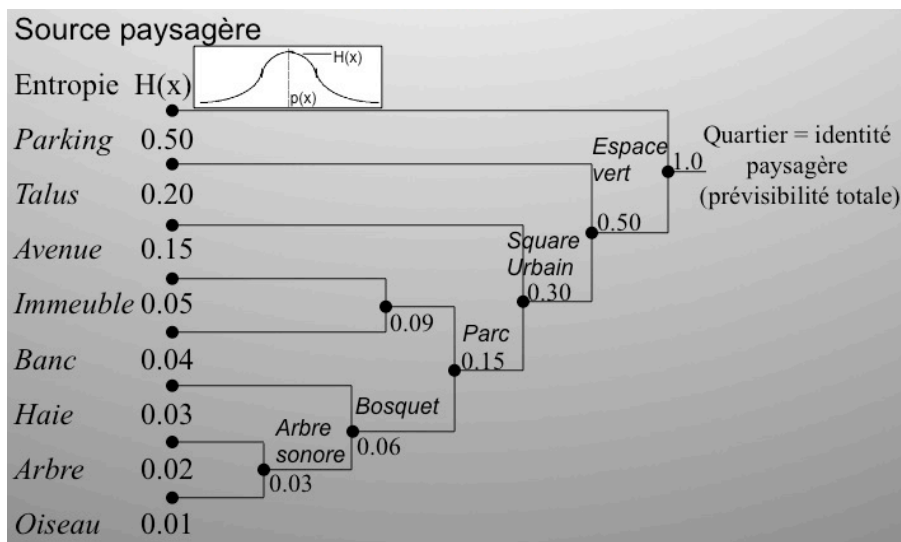 Source paysagère
H(x)
p(x)
Entropie H(x)
Parking 0.50
Talus 0.20
Avenue 0.15
Immeuble 0.05
Banc 0.04
Haie 0.03
Arbre 0.02
Oiseau 0.01
Arbre
sonore
0.03
Bosquet
0.06
0.09
Parc
0.15
Square
Urbain
0.30
Espace
vert
0.50
1.0
Quartier = identité
paysagère
(prévisibilité totale)